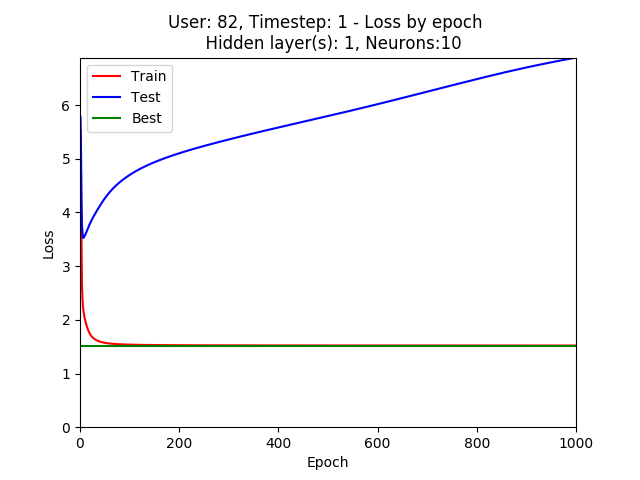 User: 82, Timestep: 1 - Loss by epoch
Hidden layer(s): 1, Neurons:10
Train
Test
Best
6
5
4
3
2
1
0
Loss
0 200 400 600 800 1000
Epoch